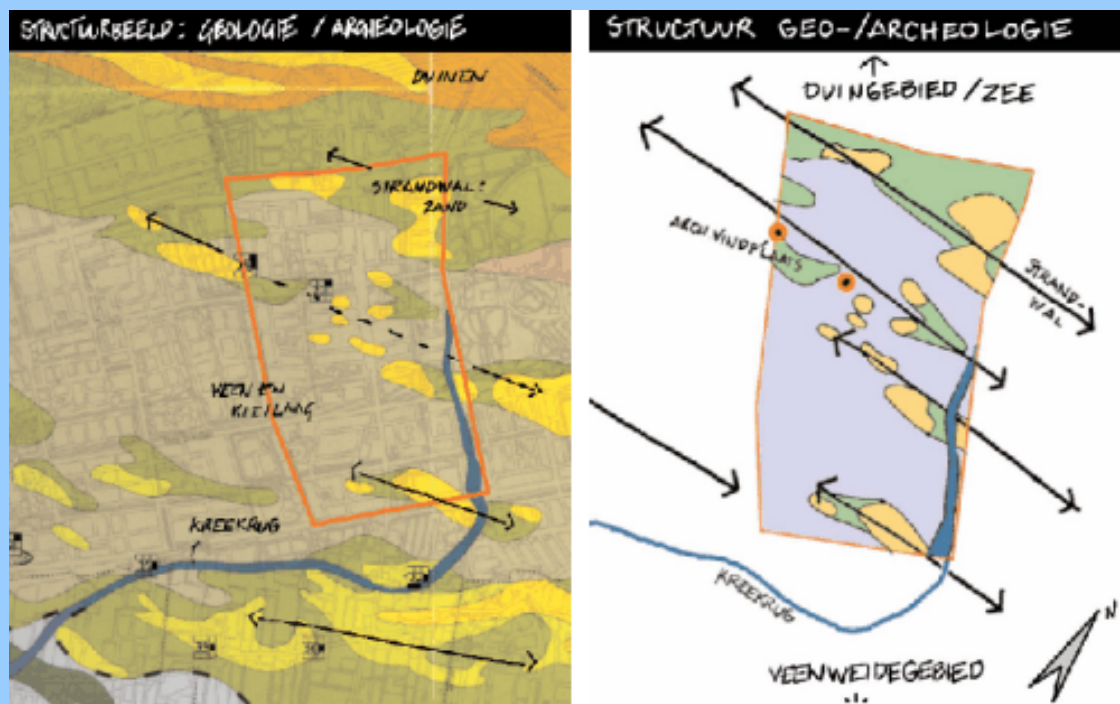 STRUCTUURBEELD: GEOLOGIE / ARCHEOLOGIE
DUINEN
STRANDWAL:
ZAND
VEEN EN
KLEILAAG
KREEKRUG
STRUCTUUR GEO-/ARCHEOLOGIE
DUINGEBIED/ZEE
ARCH VINDPLAATS
STRAND-
WAL
KREEKRUG
N
VEENWEIDEGEBIED